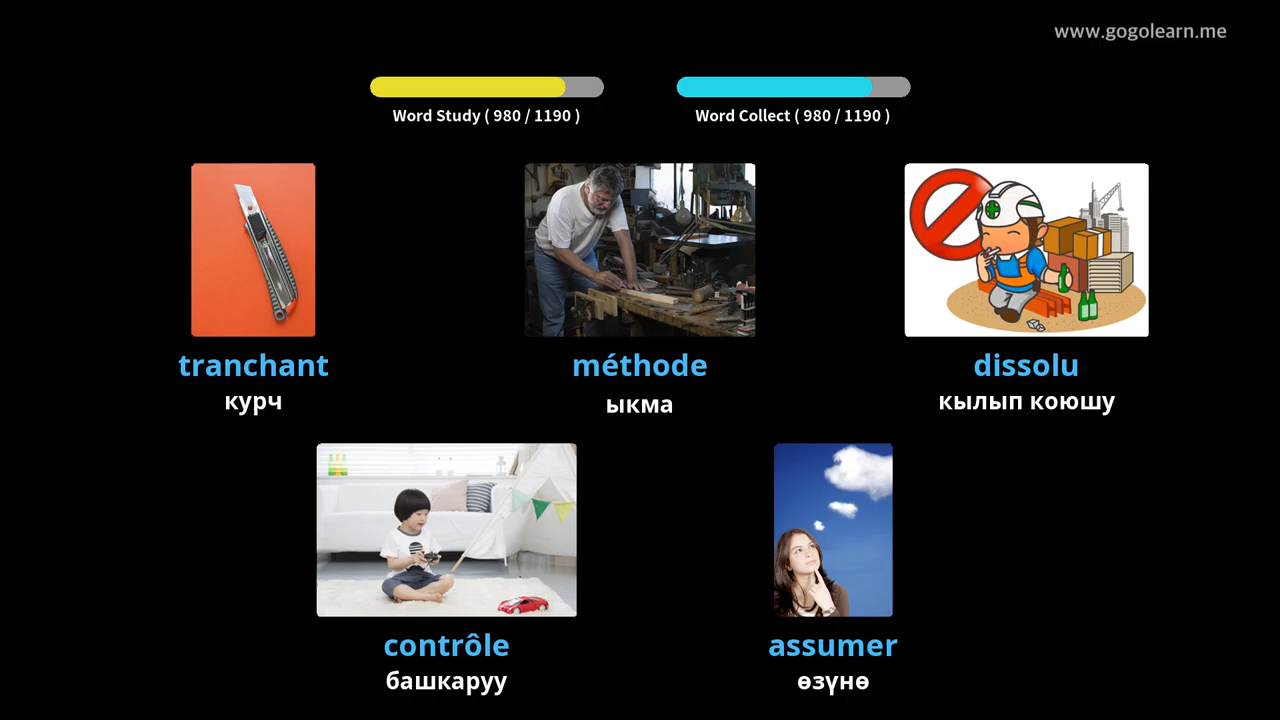 www.gogolearn.me
Word Study ( 980 / 1190 )
Word Collect ( 980 / 1190 )
tranchant
курч
méthode
ыкма
dissolu
кылып коюшу
contrôle
башкаруу
assumer
өзүнө